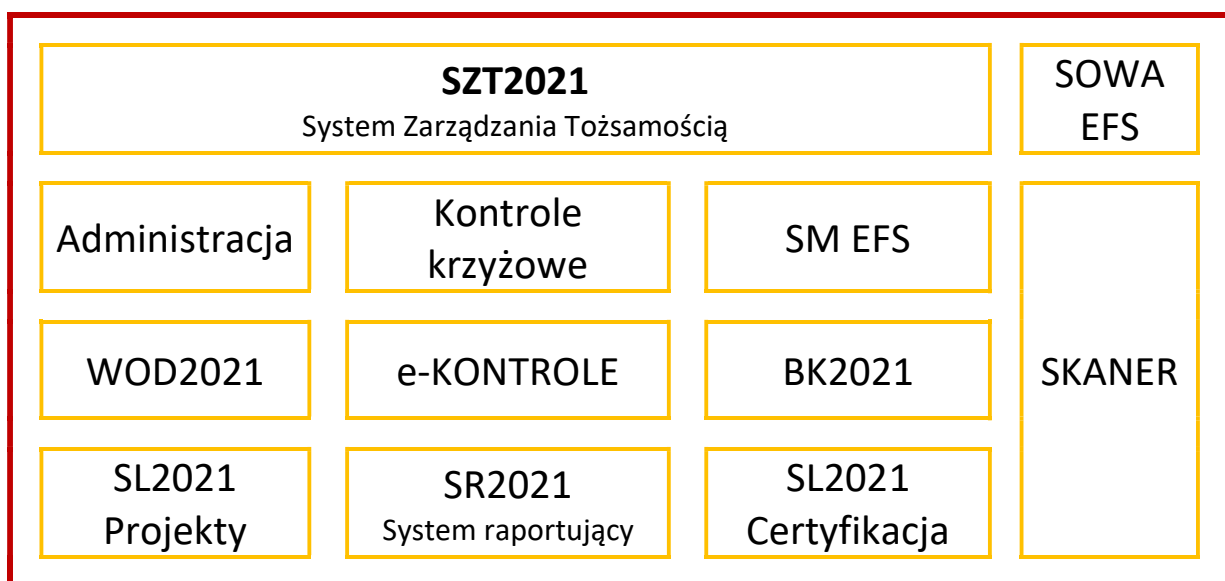 SZT2021
System Zarządzania Tożsamością
SOWA
EFS
Administracja
Kontrole
krzyżowe
SM EFS
WOD2021
e-KONTROLE
BK2021
SKANER
SL2021
Projekty
SR2021
System raportujący
SL2021
Certyfikacja